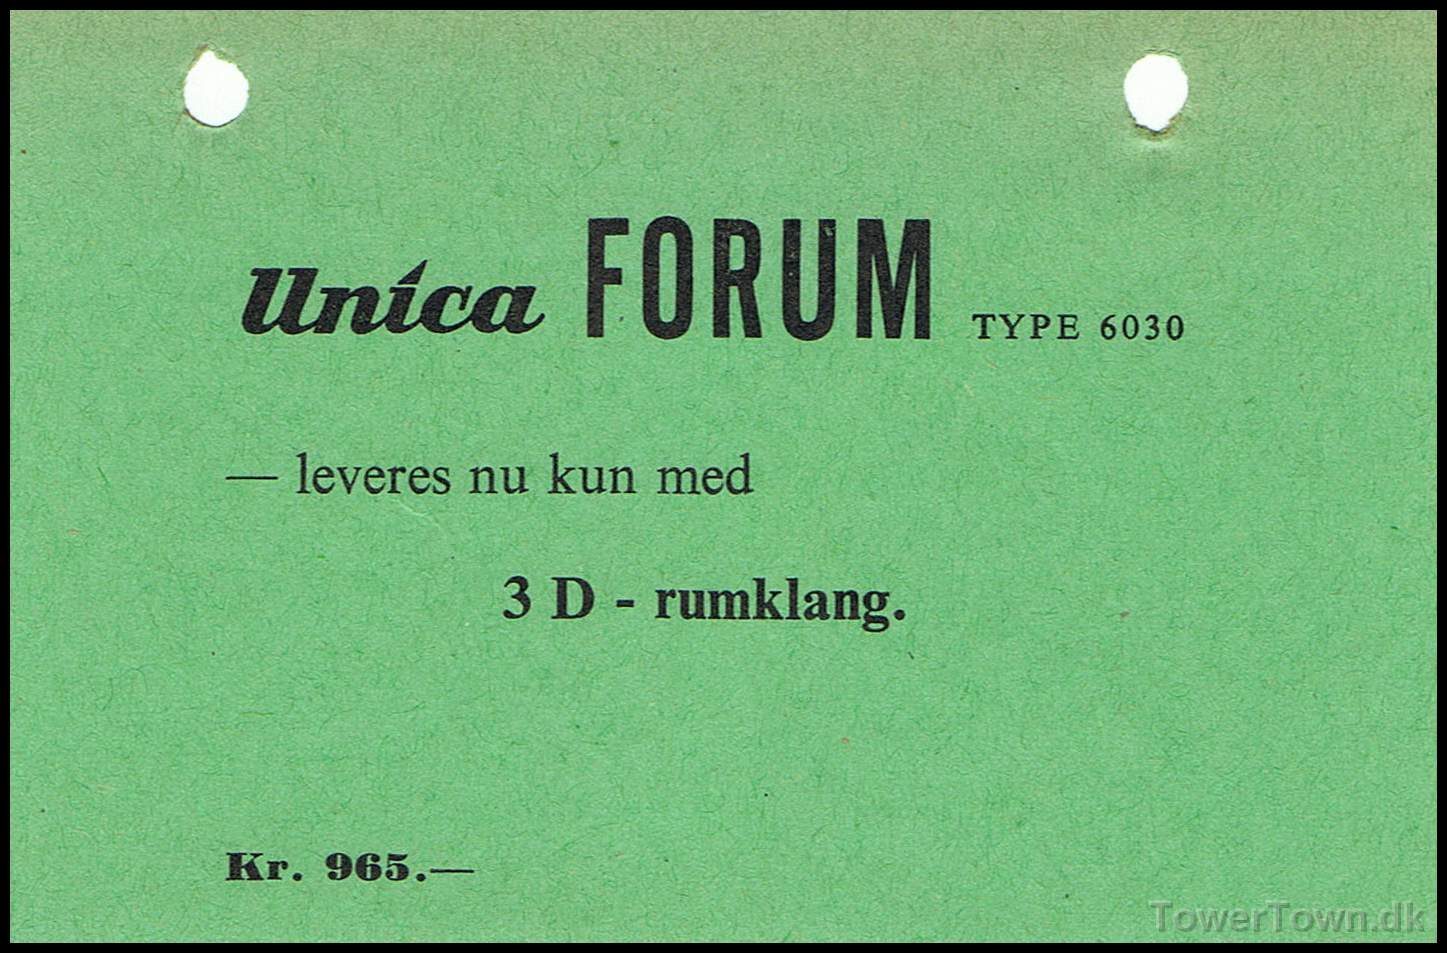 Unica FORUM TYPE 6030
— leveres nu kun med
3 D - rumklang.
Kr. 965.—
TowerTown.dk